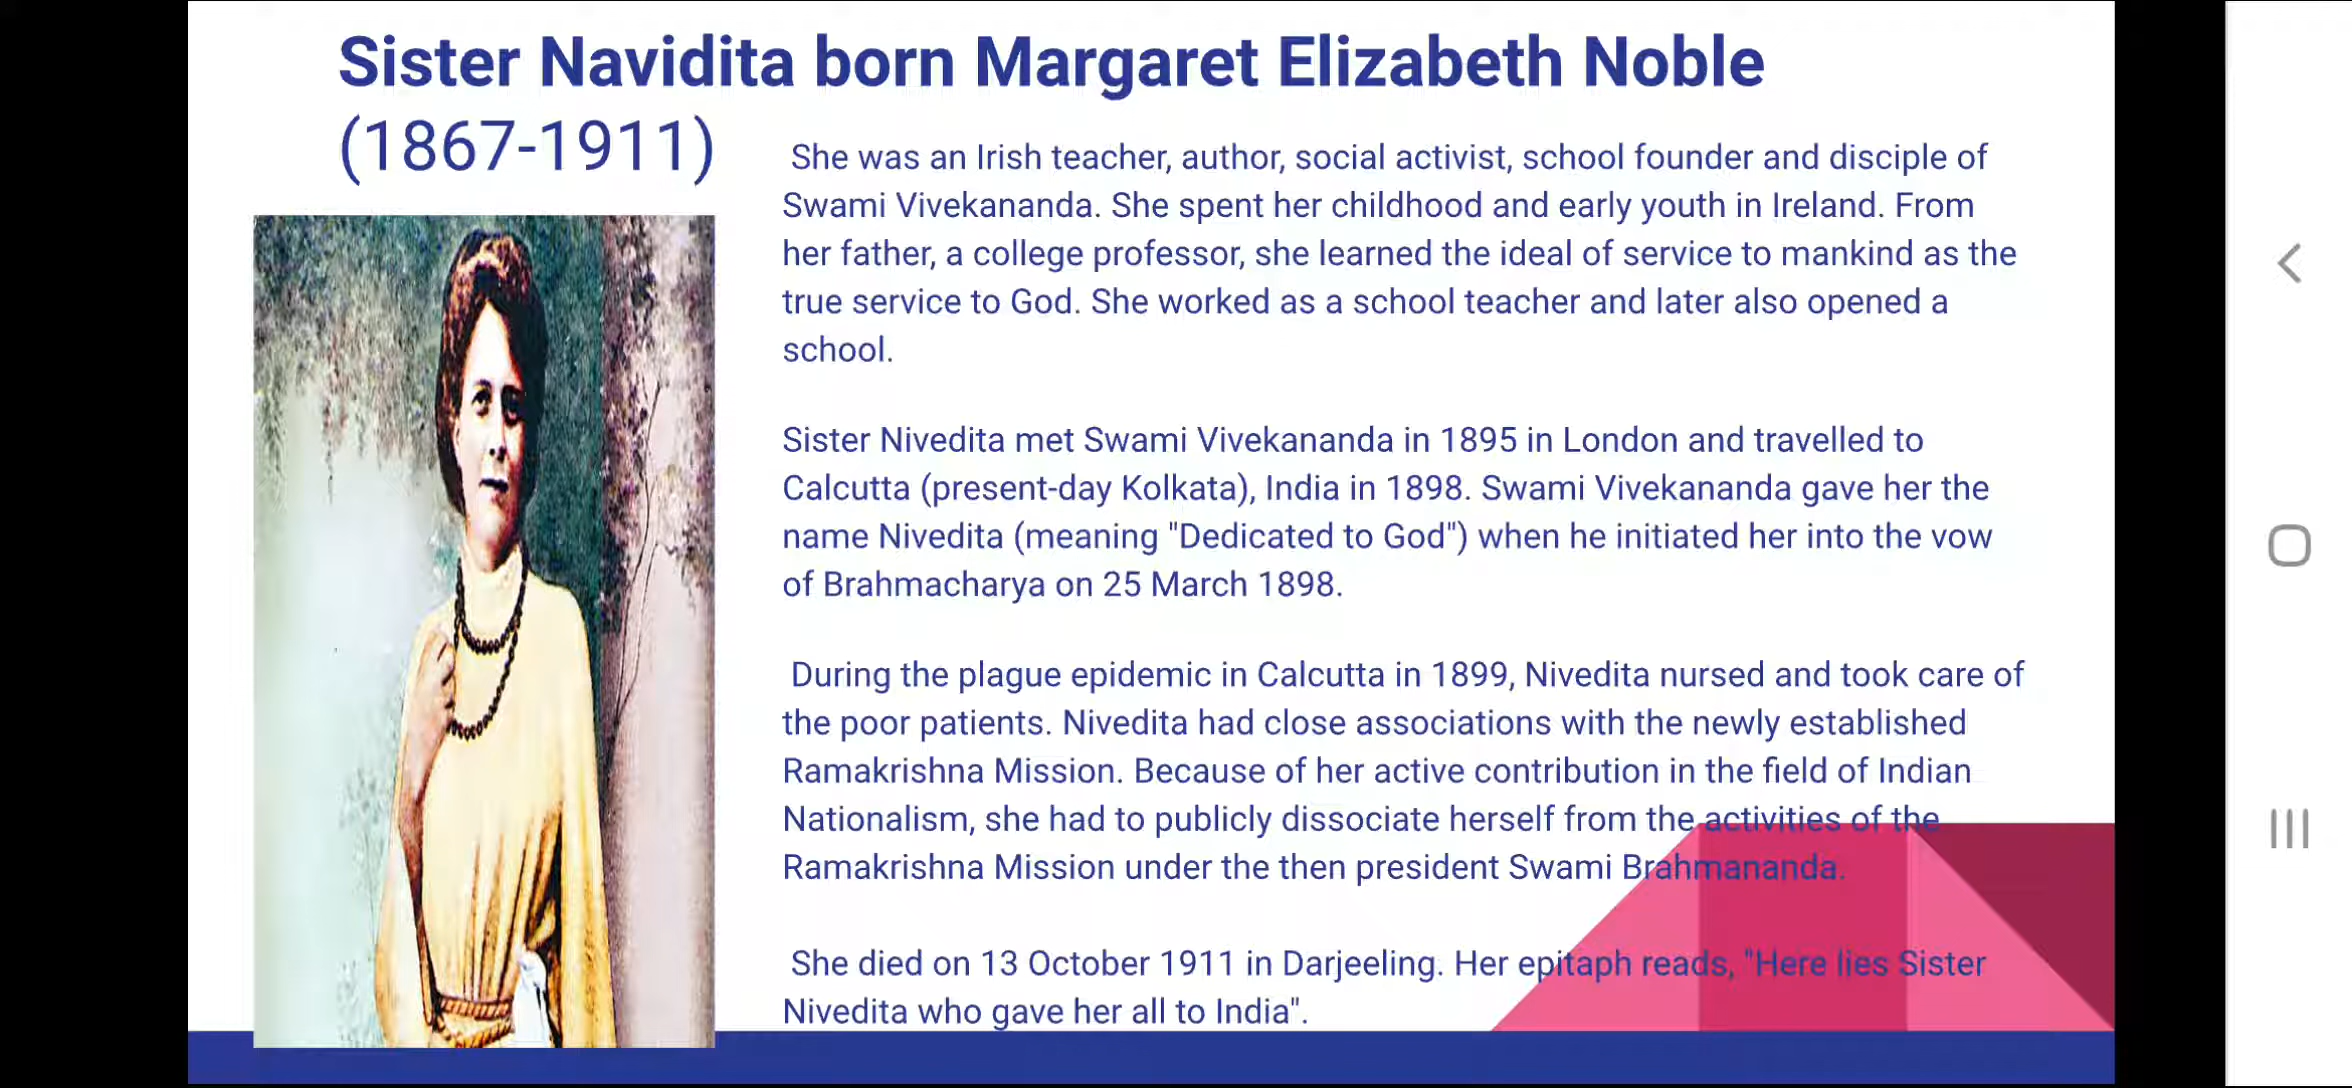 Sister Navidita born Margaret Elizabeth Noble
(1867-1911)
She was an Irish teacher, author, social activist, school founder and disciple of
Swami Vivekananda. She spent her childhood and early youth in Ireland. From
her father, a college professor, she learned the ideal of service to mankind as the
true service to God. She worked as a school teacher and later also opened a
school.
Sister Nivedita met Swami Vivekananda in 1895 in London and travelled to
Calcutta (present-day Kolkata), India in 1898. Swami Vivekananda gave her the
name Nivedita (meaning "Dedicated to God") when he initiated her into the vow
of Brahmacharya on 25 March 1898.
During the plague epidemic in Calcutta in 1899, Nivedita nursed and took care of
the poor patients. Nivedita had close associations with the newly established
Ramakrishna Mission. Because of her active contribution in the field of Indian
Nationalism, she had to publicly dissociate herself from the activities of the
Ramakrishna Mission under the then president Swami Brahmananda.
She died on 13 October 1911 in Darjeeling. Her epitaph reads, "Here lies Sister
Nivedita who gave her all to India".